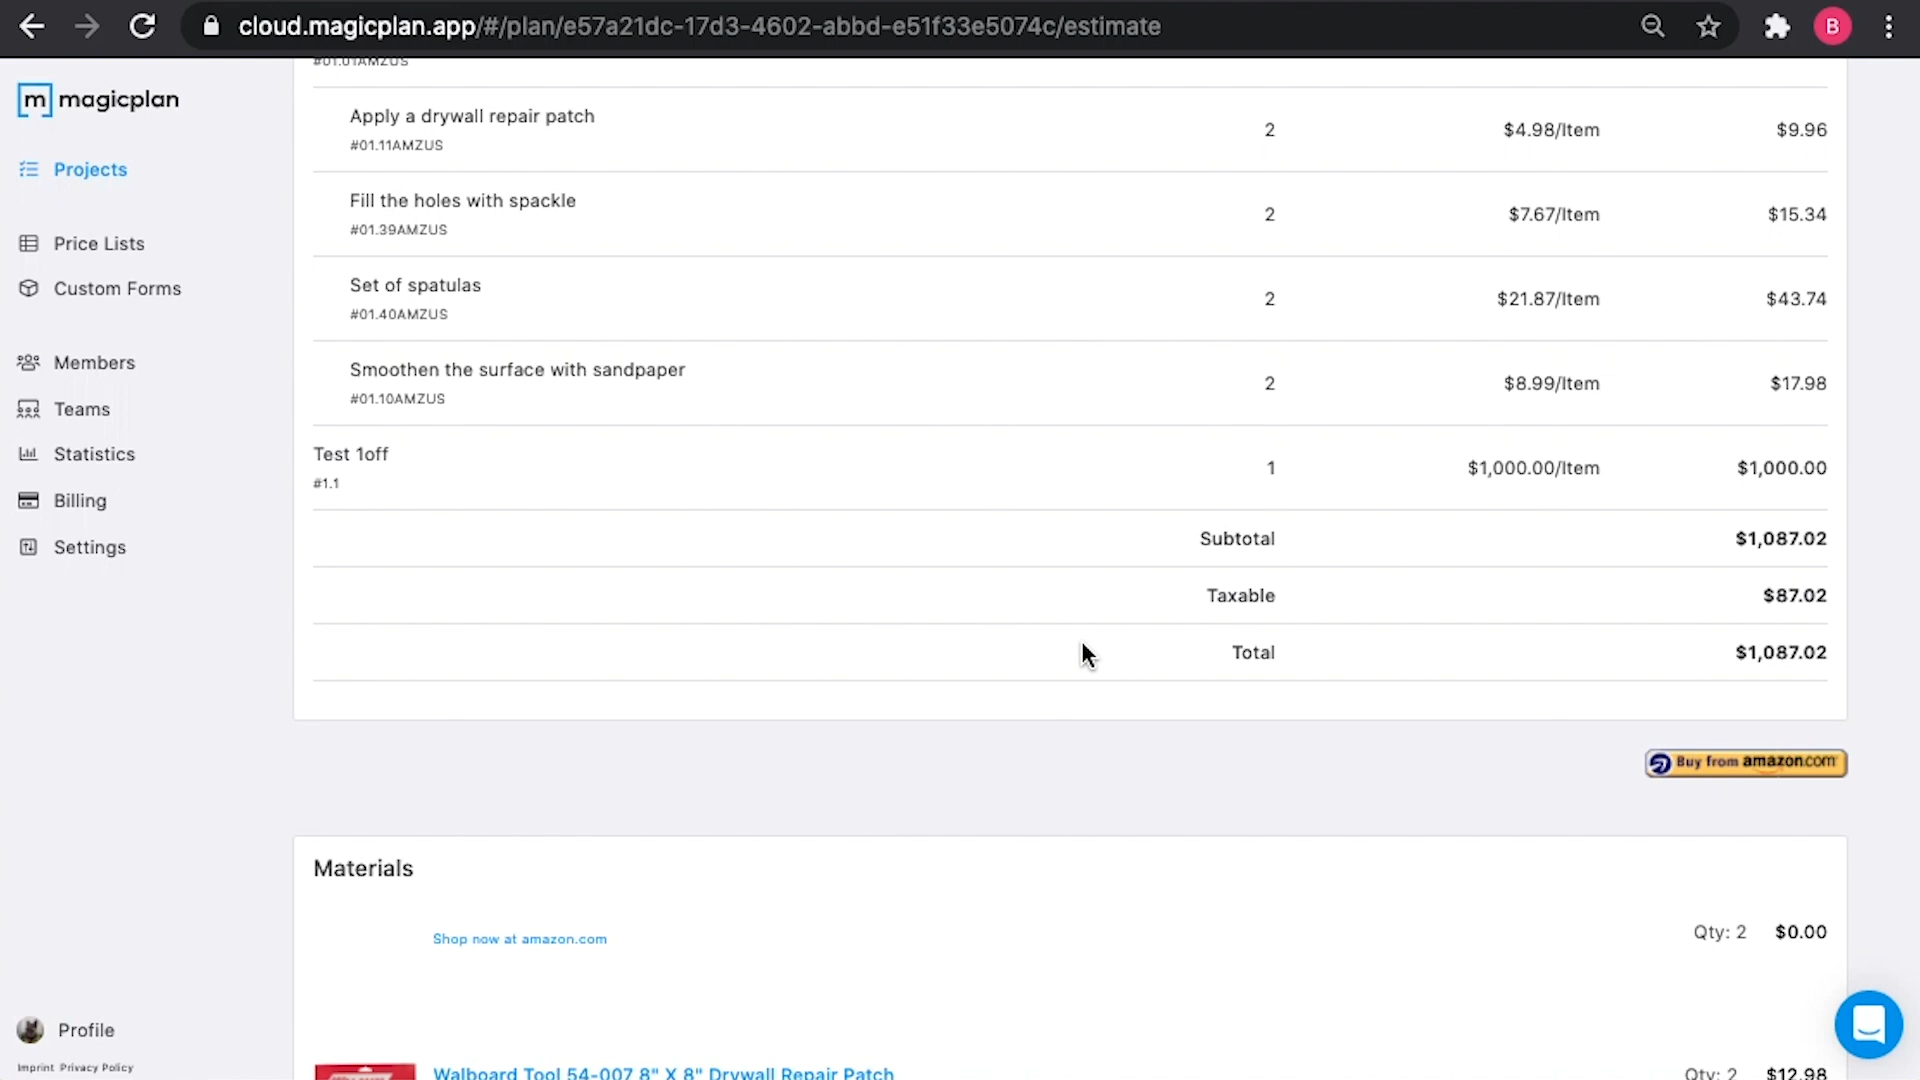 cloud.magicplan.app/#/plan/e57a21dc-17d3-4602-abbd-e51f33e5074c/estimate
B
m magicplan
Projects
Price Lists
Custom Forms
Members
Teams
Statistics
Billing
Settings
Profile
Imprint Privacy Policy
#01.01AMZUS
Apply a drywall repair patch
#01.11AMZUS
2 $4.98/Item $9.96
Fill the holes with spackle
#01.39AMZUS
2 $7.67/Item $15.34
Set of spatulas
#01.40AMZUS
2 $21.87/Item $43.74
Smoothen the surface with sandpaper
#01.10AMZUS
2 $8.99/Item $17.98
Test 1off
#1.1
1 $1,000.00/Item $1,000.00
Subtotal $1,087.02
Taxable $87.02
Total $1,087.02
Buy from amazon.com
Materials
Shop now at amazon.com
Qty: 2 $0.00
Walboard Tool 54-007 8" X 8" Drywall Repair Patch
Qty: 2 $12.98